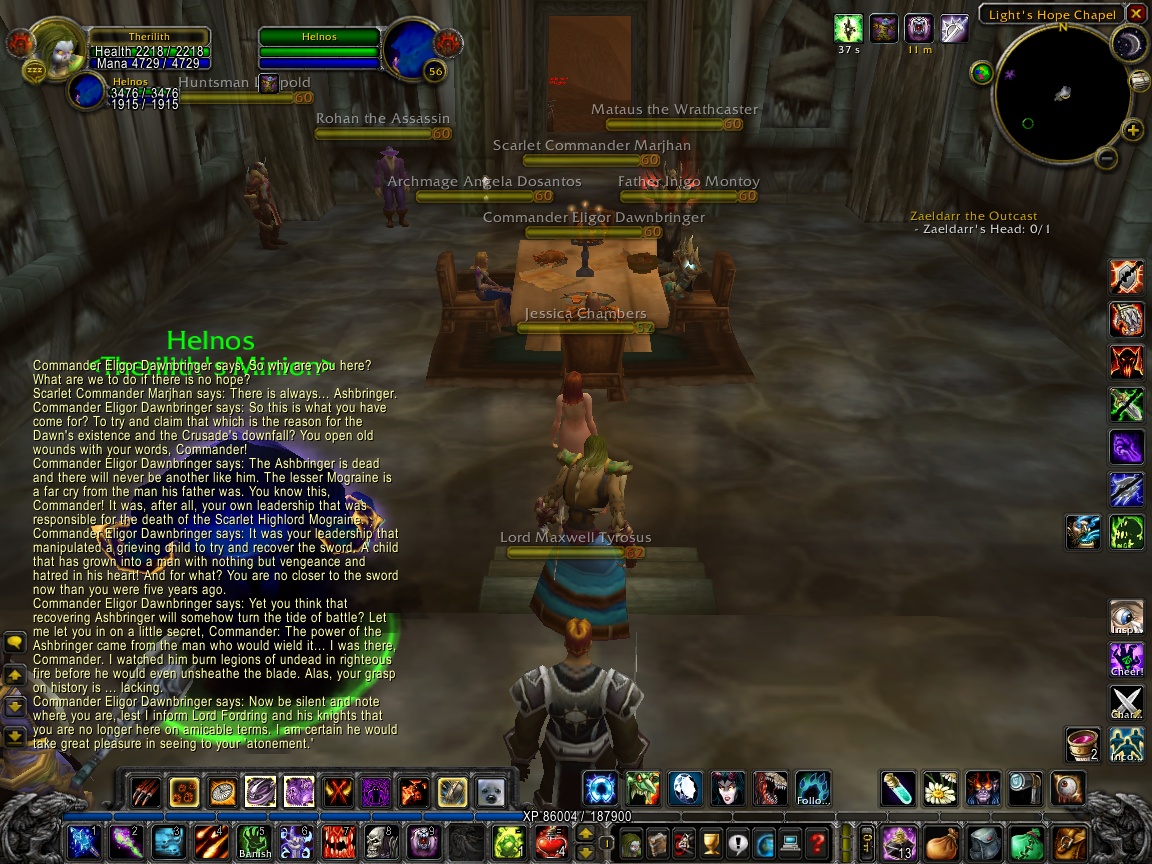 Therilith
Health 2218 / 2218
Mana 4729 / 4729
zzz
Helnos
3476 / 3476
1915 / 1915
Helnos
56
37 s
11 m
Light's Hope Chapel
N
Zaeldarr the Outcast
- Zaeldarr's Head: 0/1
Huntsman
60
Rohan the Assassin
60
Mataus the Wrathcaster
60
Scarlet Commander Marjhan
60
Archmage Angela Dosantos
60
Father Inigo Montoy
60
Commander Eligor Dawnbringer
60
Jessica Chambers
52
Lord Maxwell Tyrosus
62
Helnos
<Therilith's Minion>
Commander Eligor Dawnbringer says: So why are you here?
What are we to do if there is no hope?
Scarlet Commander Marjhan says: There is always... Ashbringer.
Commander Eligor Dawnbringer says: So this is what you have
come for? To try and claim that which is the reason for the
Dawn's existence and the Crusade's downfall? You open old
wounds with your words, Commander!
Commander Eligor Dawnbringer says: The Ashbringer is dead
and there will never be another like him. The lesser Mograine is
a far cry from the man his father was. You know this,
Commander! It was, after all, your own leadership that was
responsible for the death of the Scarlet Highlord Mograine.
Commander Eligor Dawnbringer says: It was your leadership that
manipulated a grieving child to try and recover the sword. A child
that has grown into a man with nothing but vengeance and
hatred in his heart! And for what? You are no closer to the sword
now than you were five years ago.
Commander Eligor Dawnbringer says: Yet you think that
recovering Ashbringer will somehow turn the tide of battle? Let
me let you in on a little secret, Commander: The power of the
Ashbringer came from the man who would wield it... I was there,
Commander. I watched him burn legions of undead in righteous
fire before he would even unsheathe the blade. Alas, your grasp
on history is ... lacking.
Commander Eligor Dawnbringer says: Now be silent and note
where you are, lest I inform Lord Fordring and his knights that
you are no longer here on amicable terms. I am certain he would
take great pleasure in seeing to your 'atonement.'
Insp
Cheer!
Char...
2
Follo...
XP 86004 / 187900
1
2
3
4
5
Banish
6
7
8
9
4
1
13